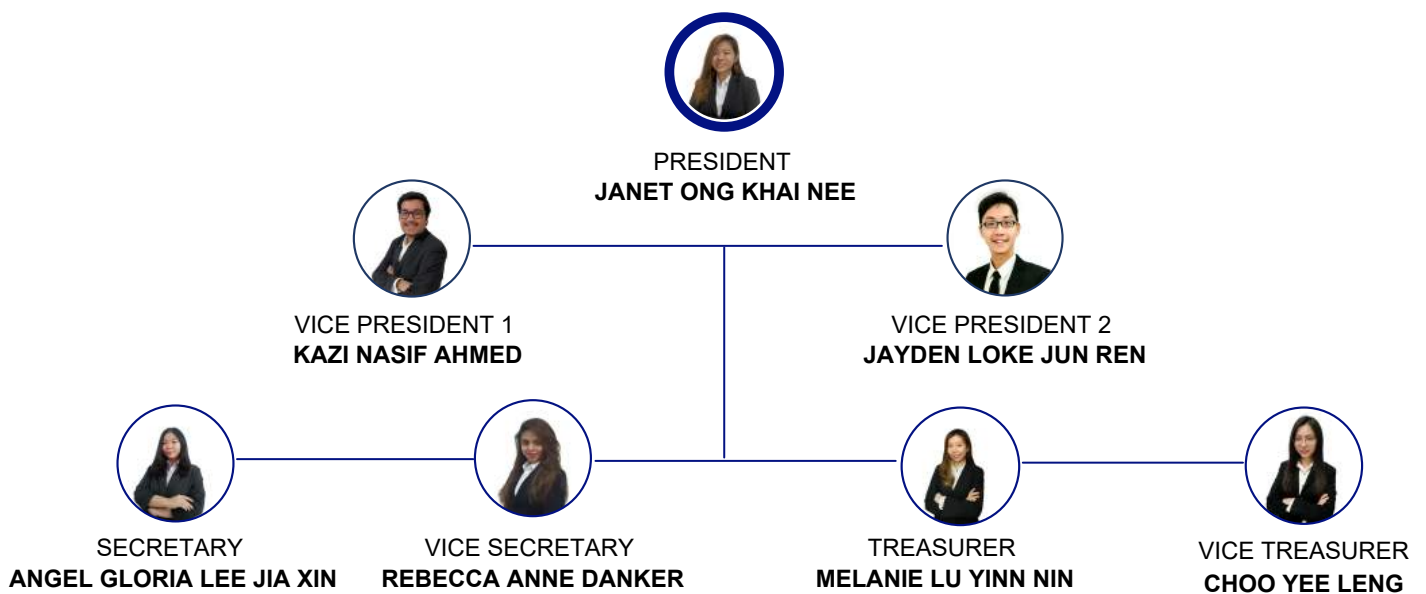 PRESIDENT
JANET ONG KHAI NEE
VICE PRESIDENT 1
KAZI NASIF AHMED
VICE PRESIDENT 2
JAYDEN LOKE JUN REN
SECRETARY
ANGEL GLORIA LEE JIA XIN
VICE SECRETARY
REBECCA ANNE DANKER
TREASURER
MELANIE LU YINN NIN
VICE TREASURER
CHOO YEE LENG